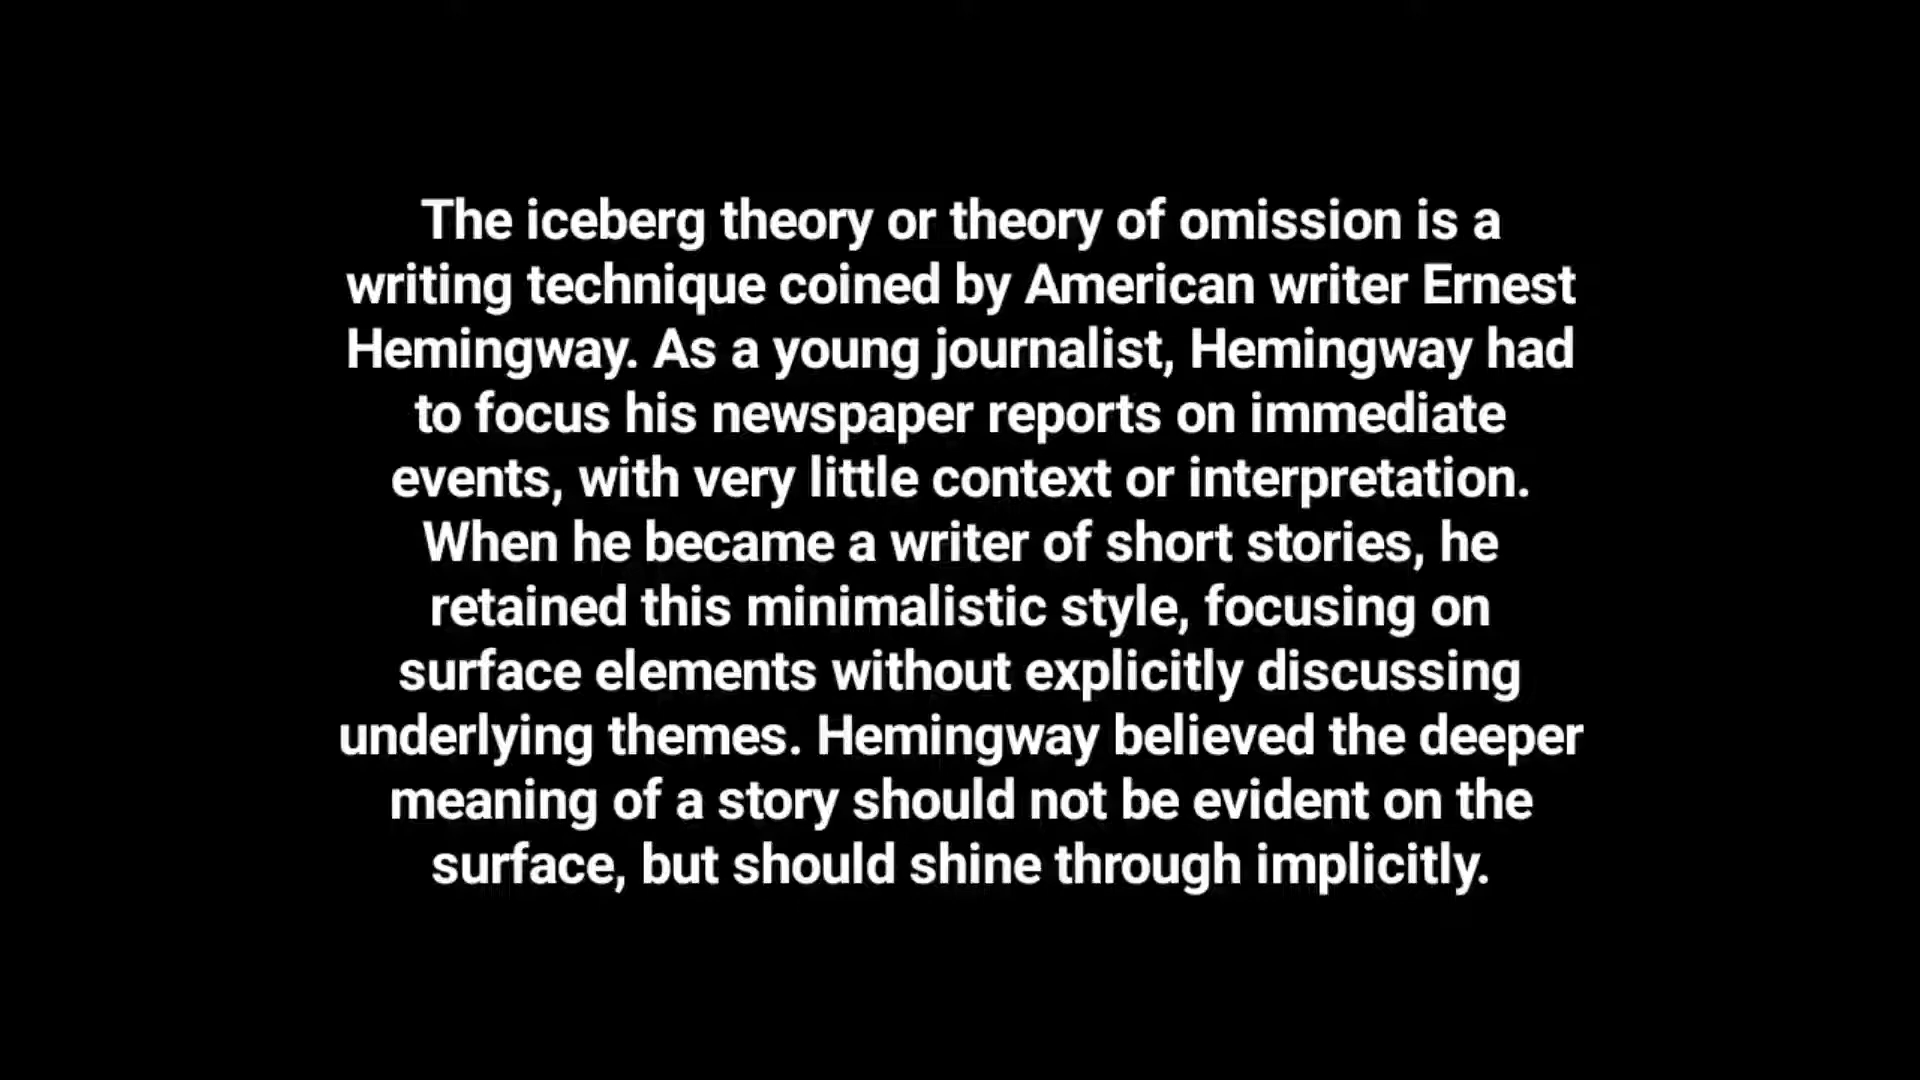 The iceberg theory or theory of omission is a
writing technique coined by American writer Ernest
Hemingway. As a young journalist, Hemingway had
to focus his newspaper reports on immediate
events, with very little context or interpretation.
When he became a writer of short stories, he
retained this minimalistic style, focusing on
surface elements without explicitly discussing
underlying themes. Hemingway believed the deeper
meaning of a story should not be evident on the
surface, but should shine through implicitly.